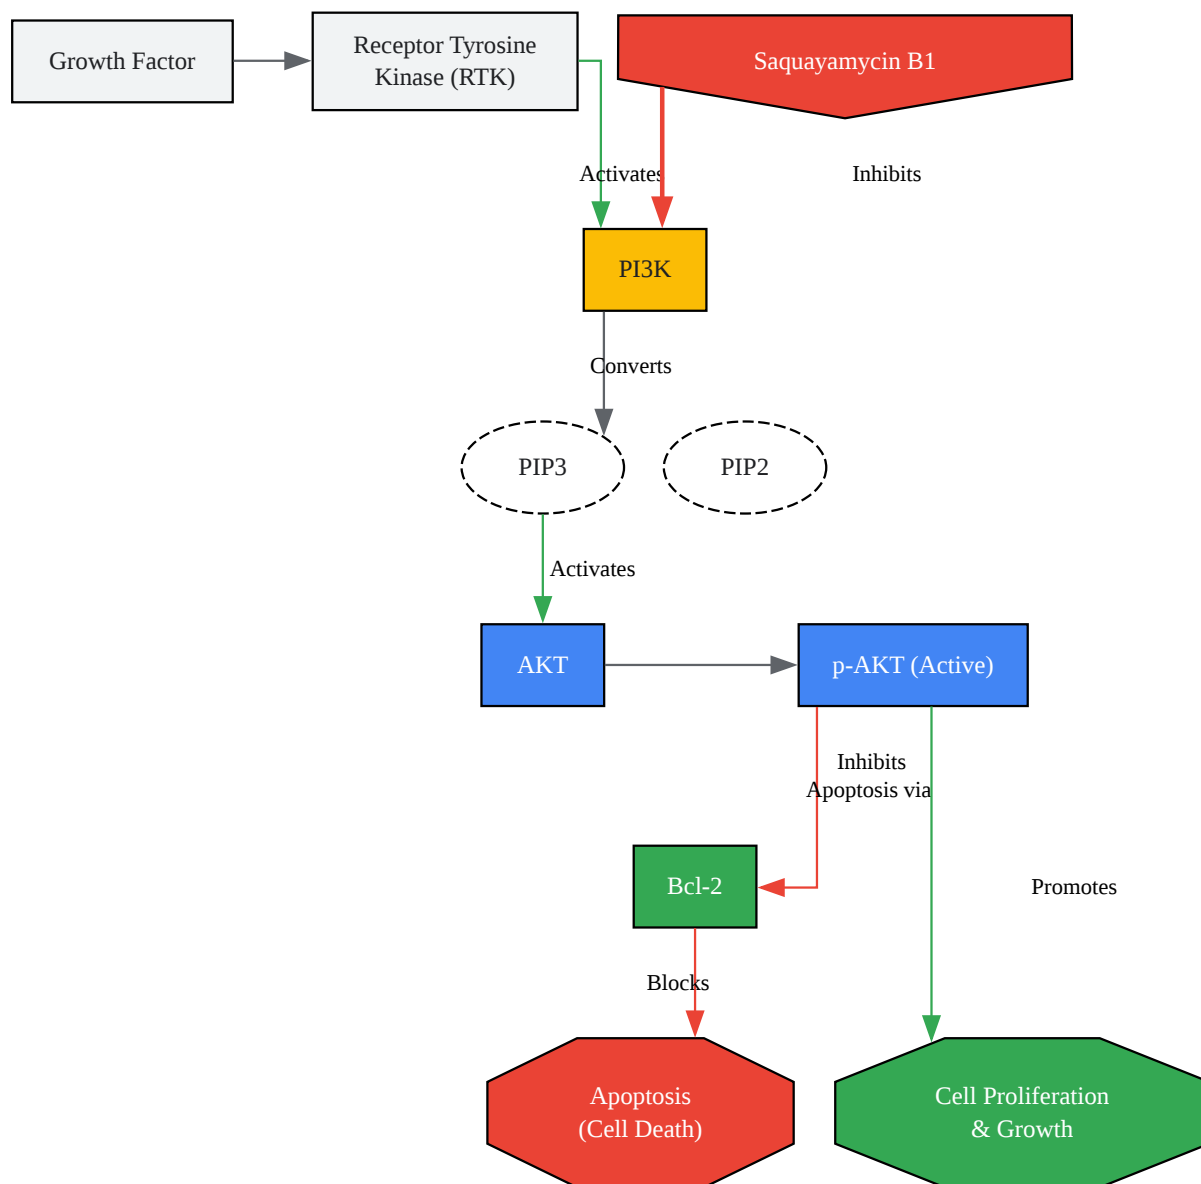 Growth Factor
Receptor Tyrosine
Kinase (RTK)
Saquayamycin B1
Activates
Inhibits
PI3K
Converts
PIP3
PIP2
Activates
AKT
p-AKT (Active)
Inhibits
Apoptosis via
Bcl-2
Promotes
Blocks
Apoptosis
(Cell Death)
Cell Proliferation
& Growth